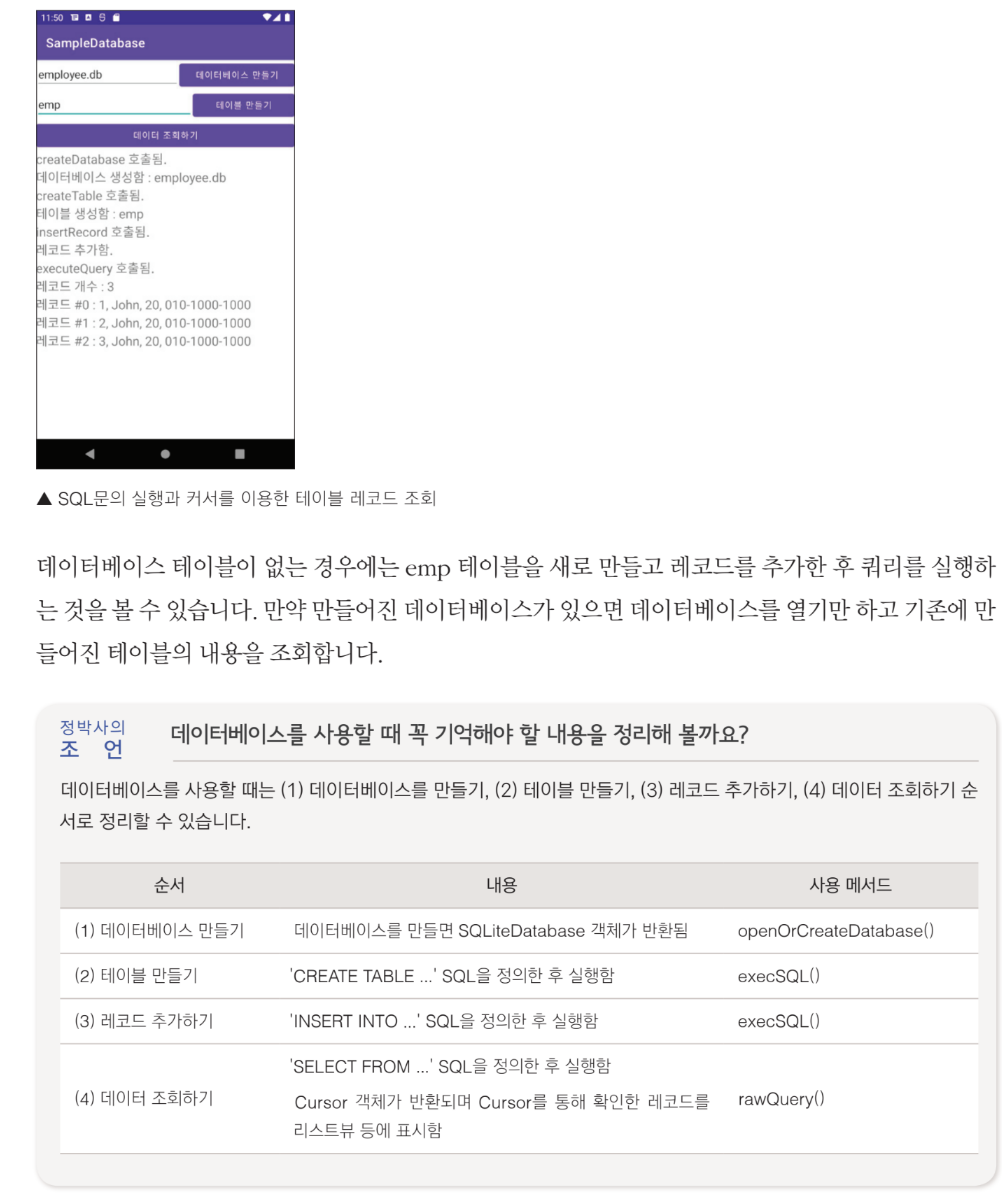 11:50
SampleDatabase
employee.db 데이터베이스 만들기
emp 테이블 만들기
데이터 조회하기
createDatabase 호출됨.
데이터베이스 생성함 : employee.db
createTable 호출됨.
테이블 생성함 : emp
insertRecord 호출됨.
레코드 추가함.
executeQuery 호출됨.
레코드 개수 : 3
레코드 #0 : 1, John, 20, 010-1000-1000
레코드 #1 : 2, John, 20, 010-1000-1000
레코드 #2 : 3, John, 20, 010-1000-1000
▲ SQL문의 실행과 커서를 이용한 테이블 레코드 조회
데이터베이스 테이블이 없는 경우에는 emp 테이블을 새로 만들고 레코드를 추가한 후 쿼리를 실행하
는 것을 볼 수 있습니다. 만약 만들어진 데이터베이스가 있으면 데이터베이스를 열기만 하고 기존에 만
들어진 테이블의 내용을 조회합니다.
정박사의
조 언
데이터베이스를 사용할 때 꼭 기억해야 할 내용을 정리해 볼까요?
데이터베이스를 사용할 때는 (1) 데이터베이스를 만들기, (2) 테이블 만들기, (3) 레코드 추가하기, (4) 데이터 조회하기 순
서로 정리할 수 있습니다.
순서 내용 사용 메서드
(1) 데이터베이스 만들기 데이터베이스를 만들면 SQLiteDatabase 객체가 반환됨 openOrCreateDatabase()
(2) 테이블 만들기 'CREATE TABLE ...' SQL을 정의한 후 실행함 execSQL()
(3) 레코드 추가하기 'INSERT INTO ...' SQL을 정의한 후 실행함 execSQL()
(4) 데이터 조회하기 'SELECT FROM ...' SQL을 정의한 후 실행함
Cursor 객체가 반환되며 Cursor를 통해 확인한 레코드를
리스트뷰 등에 표시함
rawQuery()